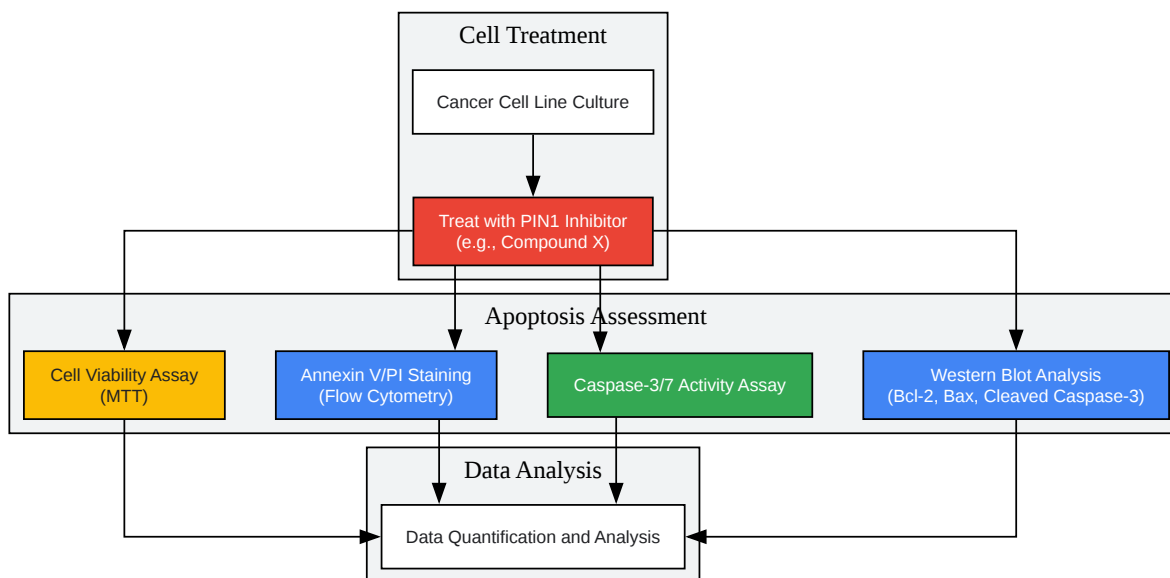 Cell Treatment
Cancer Cell Line Culture
Treat with PIN1 Inhibitor
(e.g., Compound X)
Apoptosis Assessment
Cell Viability Assay
(MTT)
Annexin V/PI Staining
(Flow Cytometry)
Caspase-3/7 Activity Assay
Western Blot Analysis
(Bcl-2, Bax, Cleaved Caspase-3)
Data Analysis
Data Quantification and Analysis